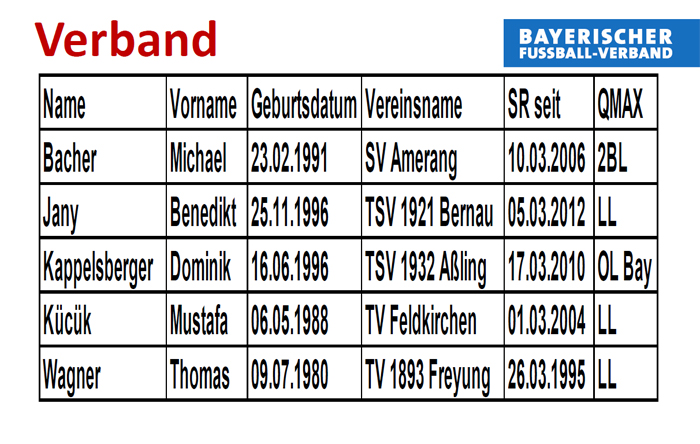 Verband
BAYERISCHER
FUSSBALL-VERBAND
Name Vorname Geburtsdatum Vereinsname SR seit QMAX
Bacher Michael 23.02.1991 SV Amerang 10.03.2006 2BL
Jany Benedikt 25.11.1996 TSV 1921 Bernau 05.03.2012 LL
Kappelsberger Dominik 16.06.1996 TSV 1932 Aßling 17.03.2010 OL Bay
Kücük Mustafa 06.05.1988 TV Feldkirchen 01.03.2004 LL
Wagner Thomas 09.07.1980 TV 1893 Freyung 26.03.1995 LL